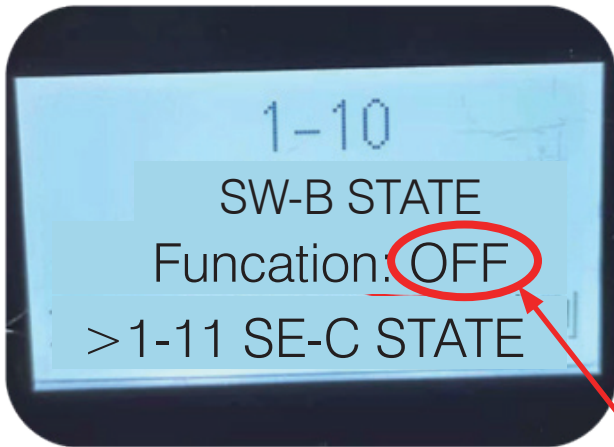 1-10
SW-B STATE
Funcation: OFF
>1-11 SE-C STATE